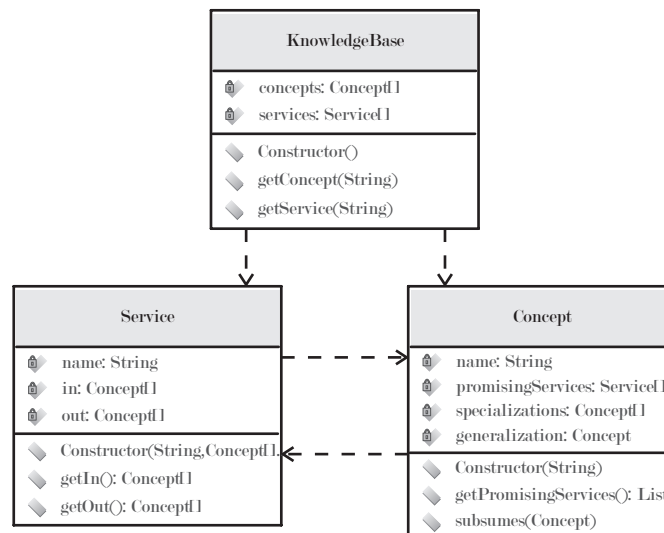 KnowledgeBase
concepts: Concept[]
services: Service[]
Constructor()
getConcept(String)
getService(String)
Service
name: String
in: Concept[]
out: Concept[]
Constructor(String,Concept[].
getIn(): Concept[]
getOut(): Concept[]
Concept
name: String
promisingServices: Service[]
specializations: Concept[]
generalization: Concept
Constructor(String)
getPromisingServices(): List
subsumes(Concept)